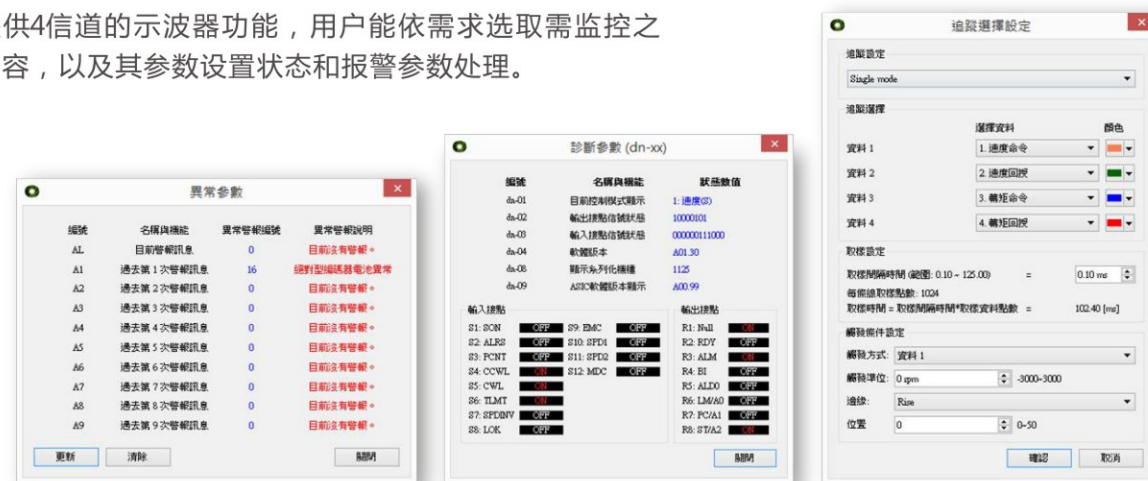 供4信道的示波器功能，用户能依需求选取需监控之
容，以及其参数设置状态和报警参数处理。
異常參數
編號 名稱與機能 異常警報編號 異常警報說明
AL 目前警報訊息 0 目前沒有警報。
A1 過去第 1 次警報訊息 16 絕對型編碼器電池異常
A2 過去第 2 次警報訊息 0 目前沒有警報。
A3 過去第 3 次警報訊息 0 目前沒有警報。
A4 過去第 4 次警報訊息 0 目前沒有警報。
A5 過去第 5 次警報訊息 0 目前沒有警報。
A6 過去第 6 次警報訊息 0 目前沒有警報。
A7 過去第 7 次警報訊息 0 目前沒有警報。
A8 過去第 8 次警報訊息 0 目前沒有警報。
A9 過去第 9 次警報訊息 0 目前沒有警報。
更新 清除 關閉
診斷參數 (dn-xx)
編號 名稱與機能 狀態數值
dn-01 目前控制模式顯示 1: 速度(S)
dn-02 輸出接點信號狀態 10000101
dn-03 輸入接點信號狀態 000000111000
dn-04 軟體版本 A01.30
dn-08 顯示系列化機種 1125
dn-09 ASIC軟體版本顯示 A00.99
輸入接點 輸出接點
S1: SON OFF S9: EMC OFF R1: Null ON
S2: ALRS OFF S10: SPD1 OFF R2: RDY OFF
S3: PCNT OFF S11: SPD2 OFF R3: ALM ON
S4: CCWL ON S12: MDC OFF R4: BI OFF
S5: CWL ON R5: ALD0 OFF
S6: TLMT ON R6: LM/A0 OFF
S7: SPDINV OFF R7: PC/A1 OFF
S8: LOK OFF R8: ST/A2 ON
關閉
追蹤選擇設定
追蹤設定
Single mode
追蹤選擇
選擇資料 顏色
資料 1 1. 速度命令
資料 2 2. 速度回授
資料 3 3. 轉矩命令
資料 4 4. 轉矩回授
取樣設定
取樣間隔時間 (範圍: 0.10 ~ 125.00) = 0.10 ms
每條線取樣點數: 1024
取樣時間 = 取樣間隔時間*取樣資料點數 = 102.40 [ms]
觸發條件設定
觸發方式: 資料 1
觸發準位: 0 rpm -3000~3000
邊緣: Rise
位置 0 0~50
確認 取消